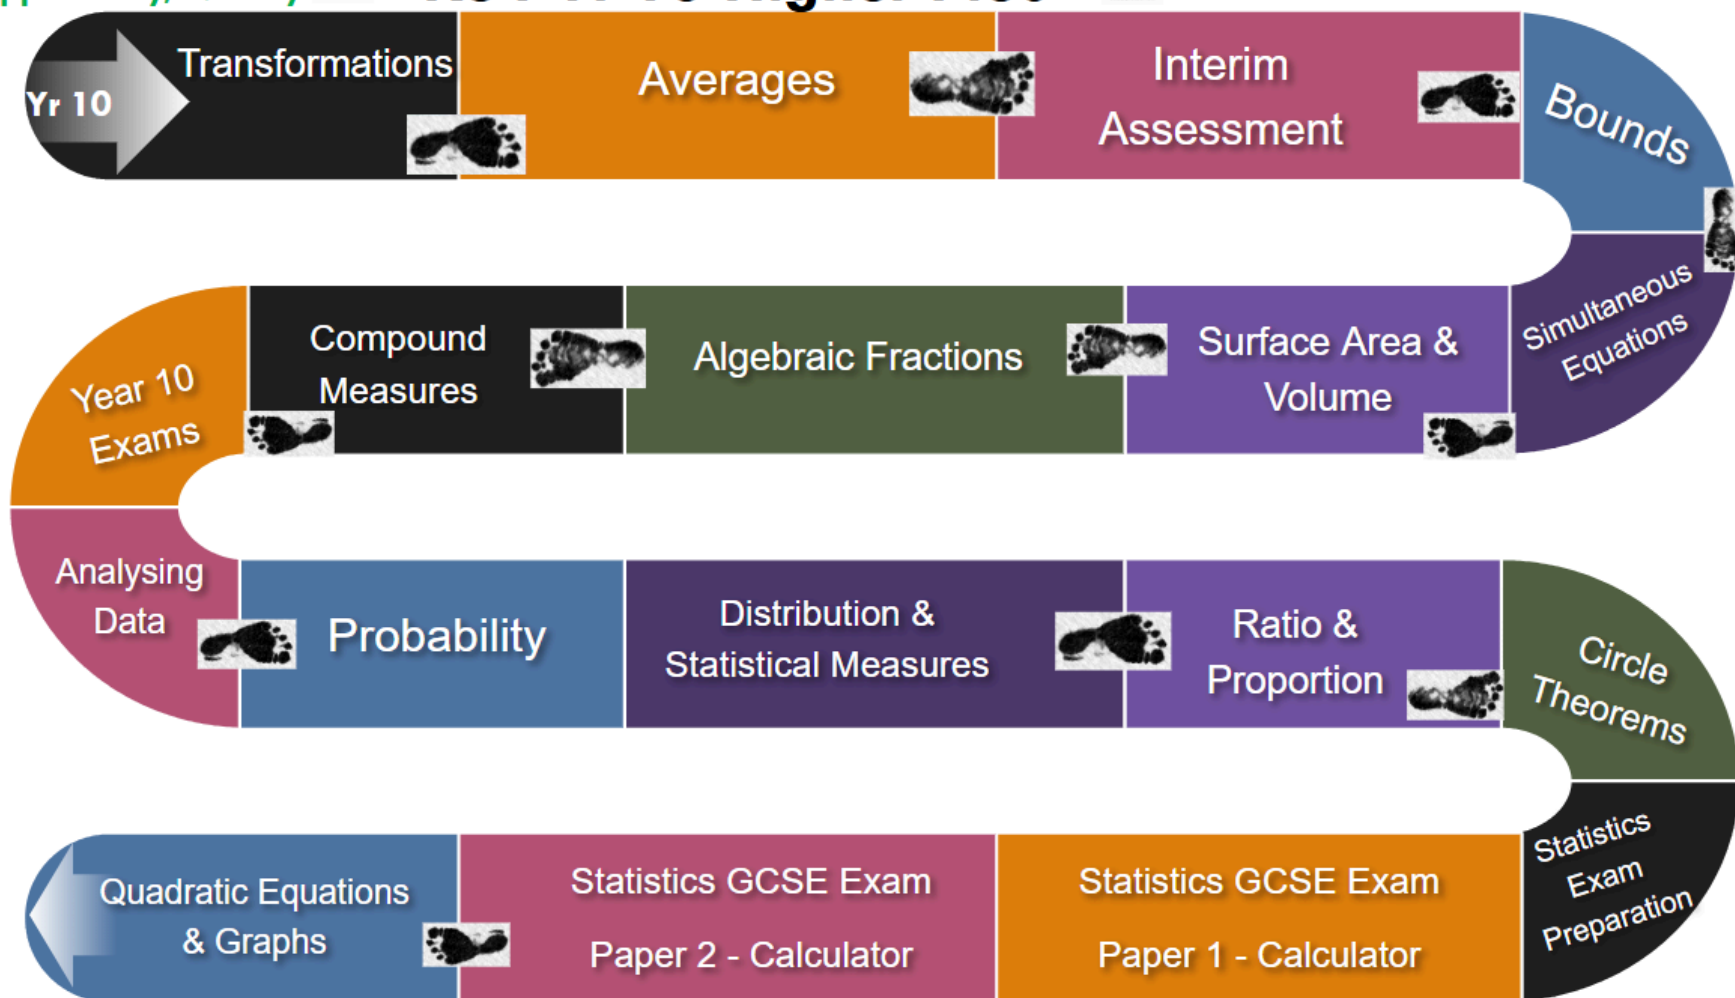 Yr 10
Transformations
Averages
Interim
Assessment
Bounds
Simultaneous
Equations
Surface Area &
Volume
Algebraic Fractions
Compound
Measures
Year 10
Exams
Analysing
Data
Probability
Distribution &
Statistical Measures
Ratio &
Proportion
Circle
Theorems
Statistics
Exam
Preparation
Statistics GCSE Exam
Paper 1 - Calculator
Statistics GCSE Exam
Paper 2 - Calculator
Quadratic Equations
& Graphs